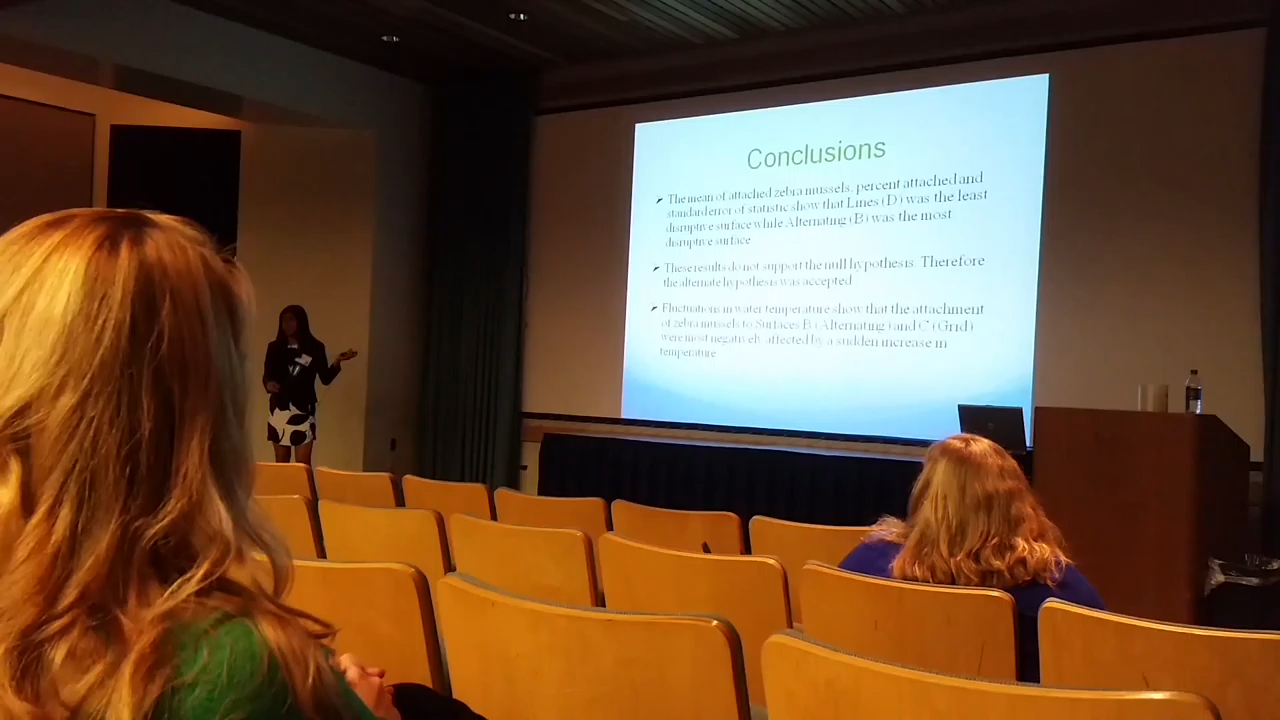 Conclusions
➤ The mean of attached zebra mussels, percent attached and
standard error of statistic show that Lines (D) was the least
disruptive surface while Alternating (B) was the most
disruptive surface
➤ These results do not support the null hypothesis. Therefore
the alternate hypothesis was accepted
➤ Fluctuations in water temperature show that the attachment
of zebra mussels to Surfaces B (Alternating) and C (Grid)
were most negatively affected by a sudden increase in
temperature